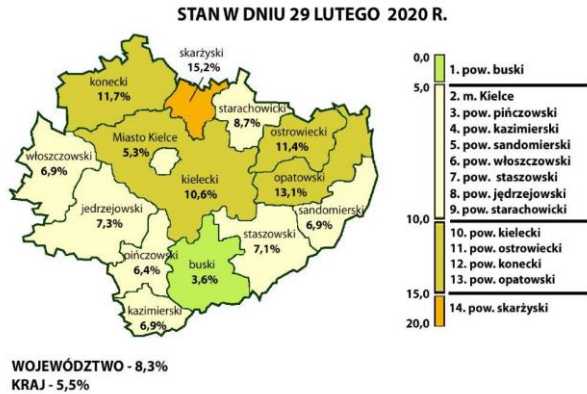 STAN W DNIU 29 LUTEGO 2020 R.
skarżyski
15,2%
konecki
11,7%
starachowicki
8,7%
ostrowiecki
11,4%
Miasto Kielce
5,3%
włoszczowski
6,9%
kielecki
10,6%
opatowski
13,1%
jedrzejowski
7,3%
sandomierski
6,9%
staszowski
7,1%
pińczowski
6,4%
buski
3,6%
kazimierski
6,9%
0,0
1. pow. buski
5,0
2. m. Kielce
3. pow. pińczowski
4. pow. kazimierski
5. pow. sandomierski
6. pow. włoszczowski
7. pow. staszowski
8. pow. jędrzejowski
9. pow. starachowicki
10,0
10. pow. kielecki
11. pow. ostrowiecki
12. pow. konecki
13. pow. opatowski
15,0
14. pow. skarżyski
20,0
WOJEWÓDZTWO - 8,3%
KRAJ - 5,5%